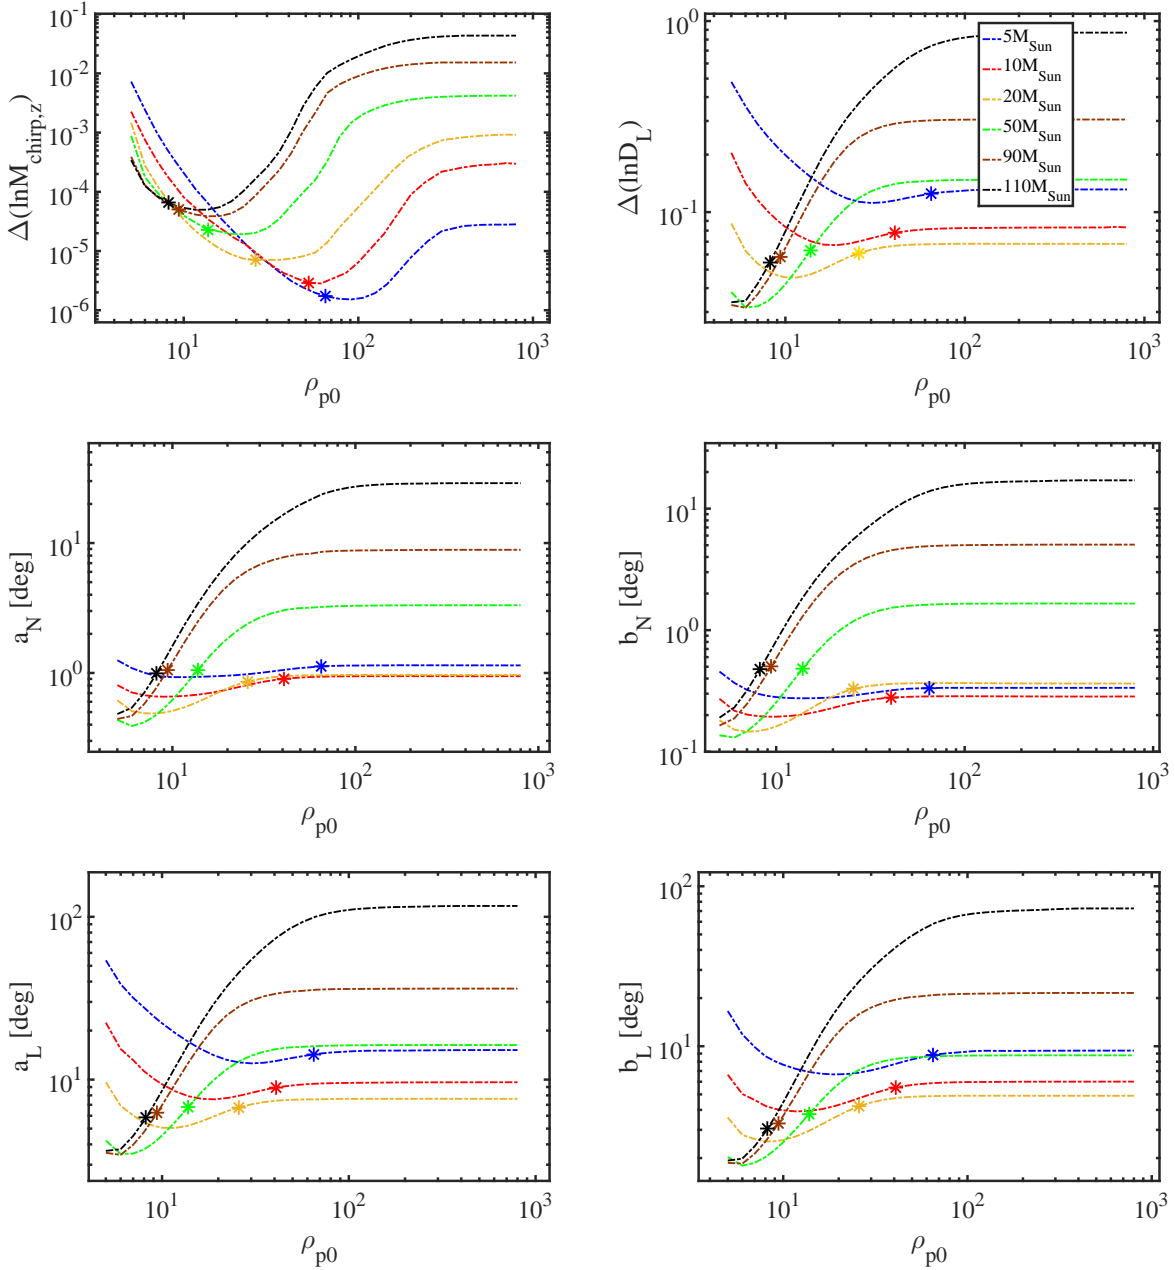 10^-1
10^-2
10^-3
10^-4
10^-5
10^-6
Δ(lnM_chirp,z)
10^1
10^2
10^3
ρ_p0
10^0
10^-1
Δ(lnD_L)
10^1
10^2
10^3
ρ_p0
5M_Sun
10M_Sun
20M_Sun
50M_Sun
90M_Sun
110M_Sun
10^1
10^0
a_N [deg]
10^1
10^2
10^3
ρ_p0
10^1
10^0
10^-1
b_N [deg]
10^1
10^2
10^3
ρ_p0
10^2
10^1
a_L [deg]
10^1
10^2
10^3
ρ_p0
10^2
10^1
b_L [deg]
10^1
10^2
10^3
ρ_p0